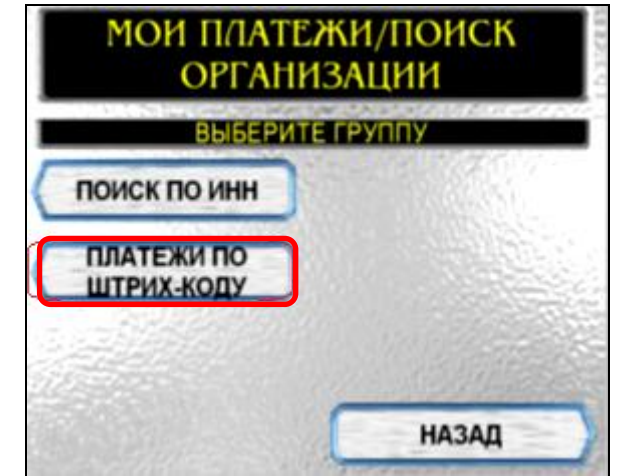 МОИ ПЛАТЕЖИ/ПОИСК
ОРГАНИЗАЦИИ
ВЫБЕРИТЕ ГРУППУ
ПОИСК ПО ИНН
ПЛАТЕЖИ ПО
ШТРИХ-КОДУ
НАЗАД